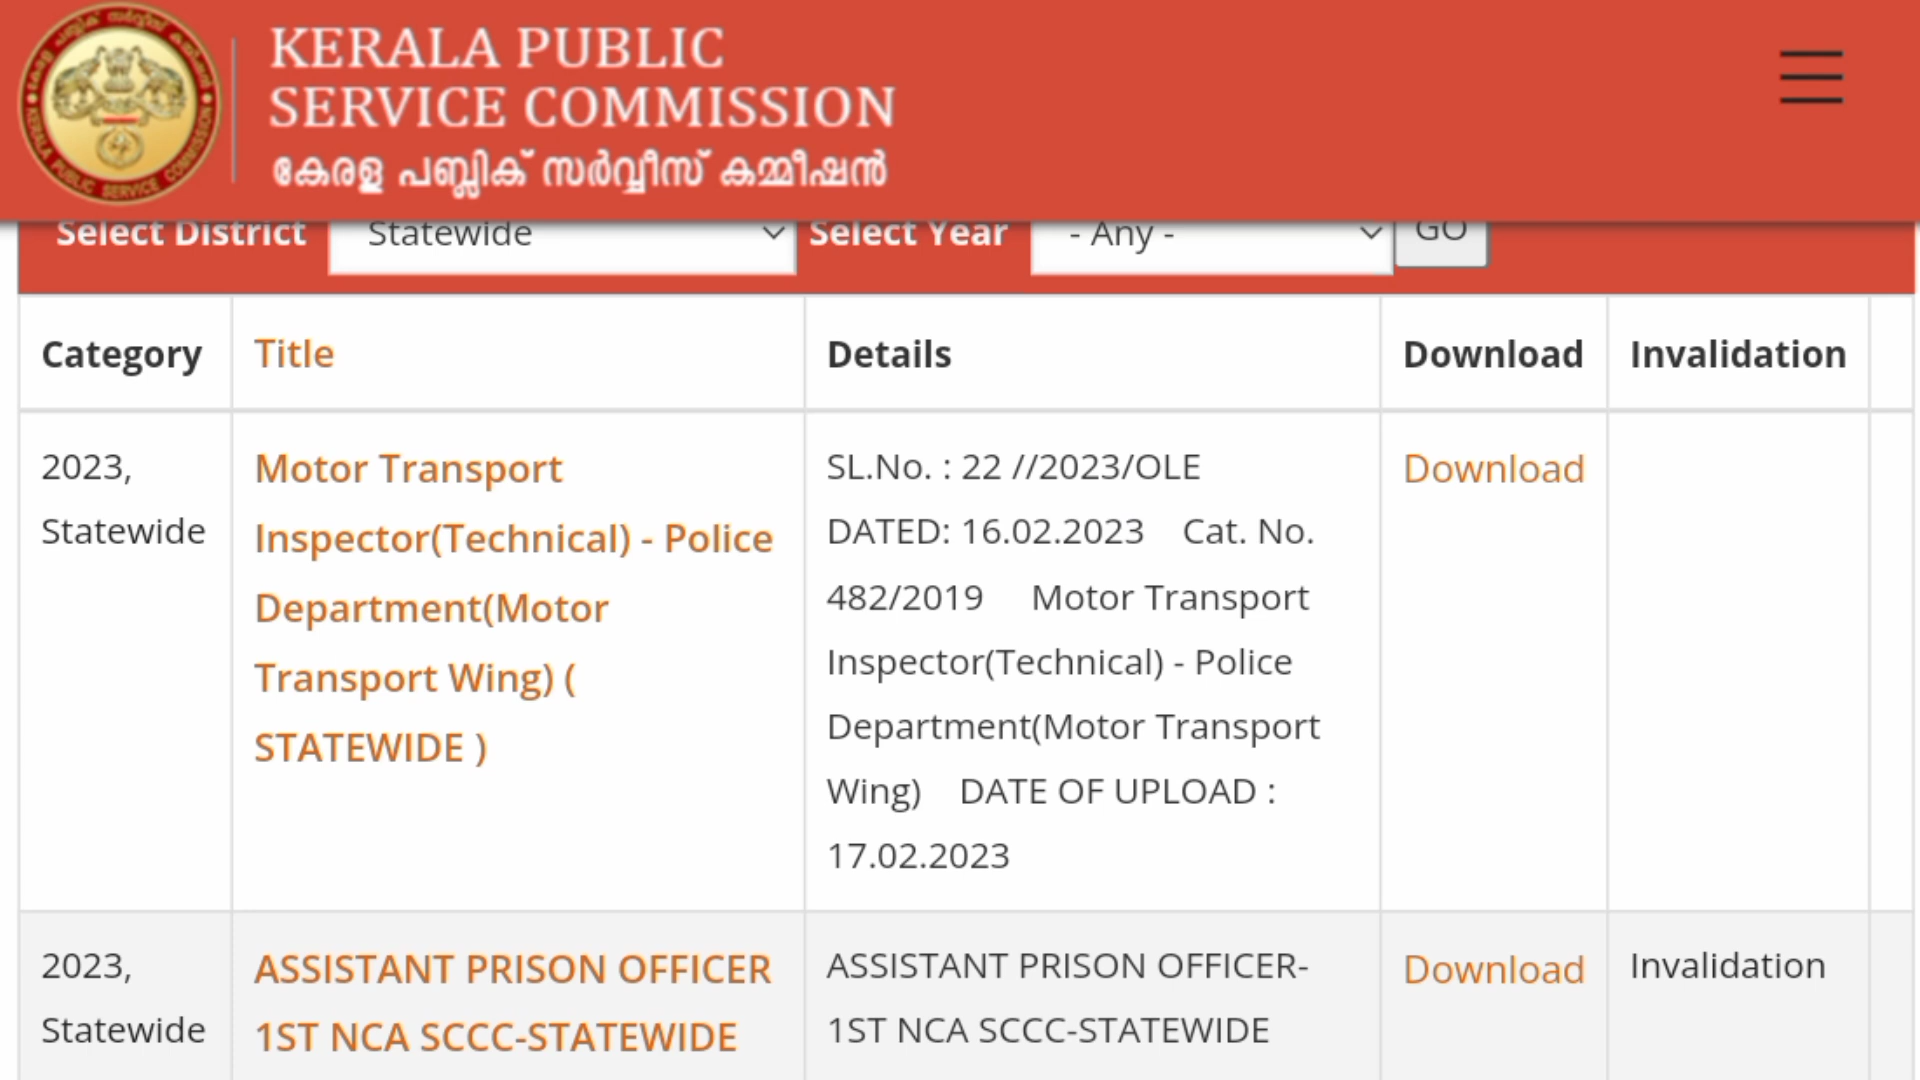 KERALA PUBLIC
SERVICE COMMISSION
കേരള പബ്ലിക് സർവ്വീസ് കമ്മീഷൻ
KERALA PUBLIC SERVICE COMMISSION
Select District Statewide Select Year - Any - GO
Category Title Details Download Invalidation
2023,
Statewide
Motor Transport
Inspector(Technical) - Police
Department(Motor
Transport Wing) (
STATEWIDE )
SL.No. : 22 //2023/OLE
DATED: 16.02.2023 Cat. No.
482/2019 Motor Transport
Inspector(Technical) - Police
Department(Motor Transport
Wing) DATE OF UPLOAD :
17.02.2023
Download
2023,
Statewide
ASSISTANT PRISON OFFICER
1ST NCA SCCC-STATEWIDE
ASSISTANT PRISON OFFICER-
1ST NCA SCCC-STATEWIDE
Download
Invalidation